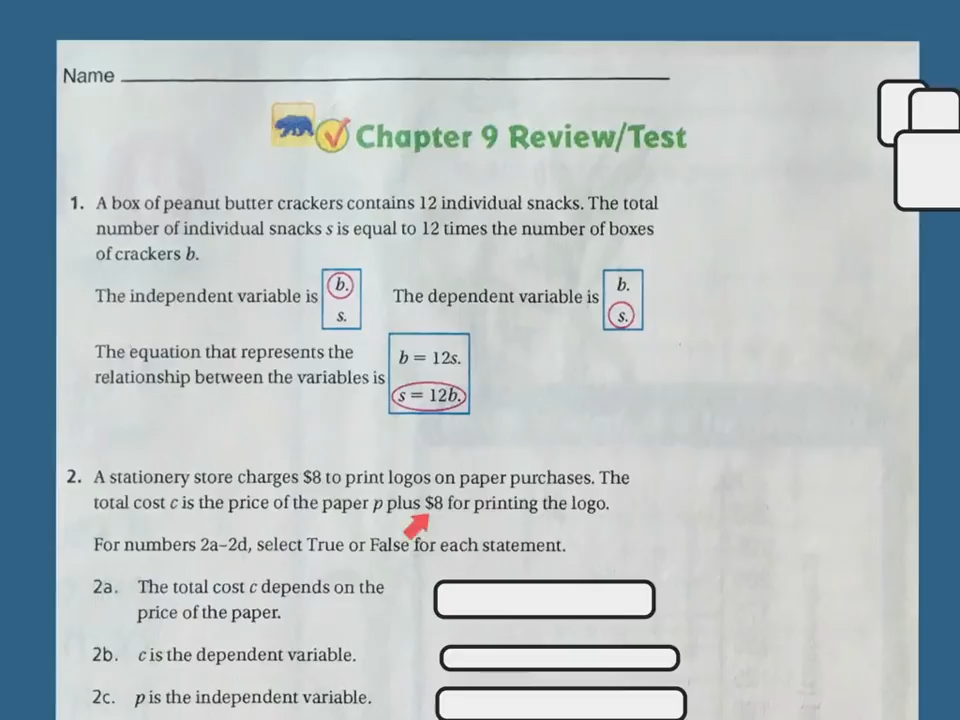 Name
Chapter 9 Review/Test
1. A box of peanut butter crackers contains 12 individual snacks. The total
number of individual snacks s is equal to 12 times the number of boxes
of crackers b.
The independent variable is b. s. The dependent variable is b. s.
The equation that represents the
relationship between the variables is
b = 12s.
s = 12b.
2. A stationery store charges $8 to print logos on paper purchases. The
total cost c is the price of the paper p plus $8 for printing the logo.
For numbers 2a–2d, select True or False for each statement.
2a. The total cost c depends on the
price of the paper.
2b. c is the dependent variable.
2c. p is the independent variable.